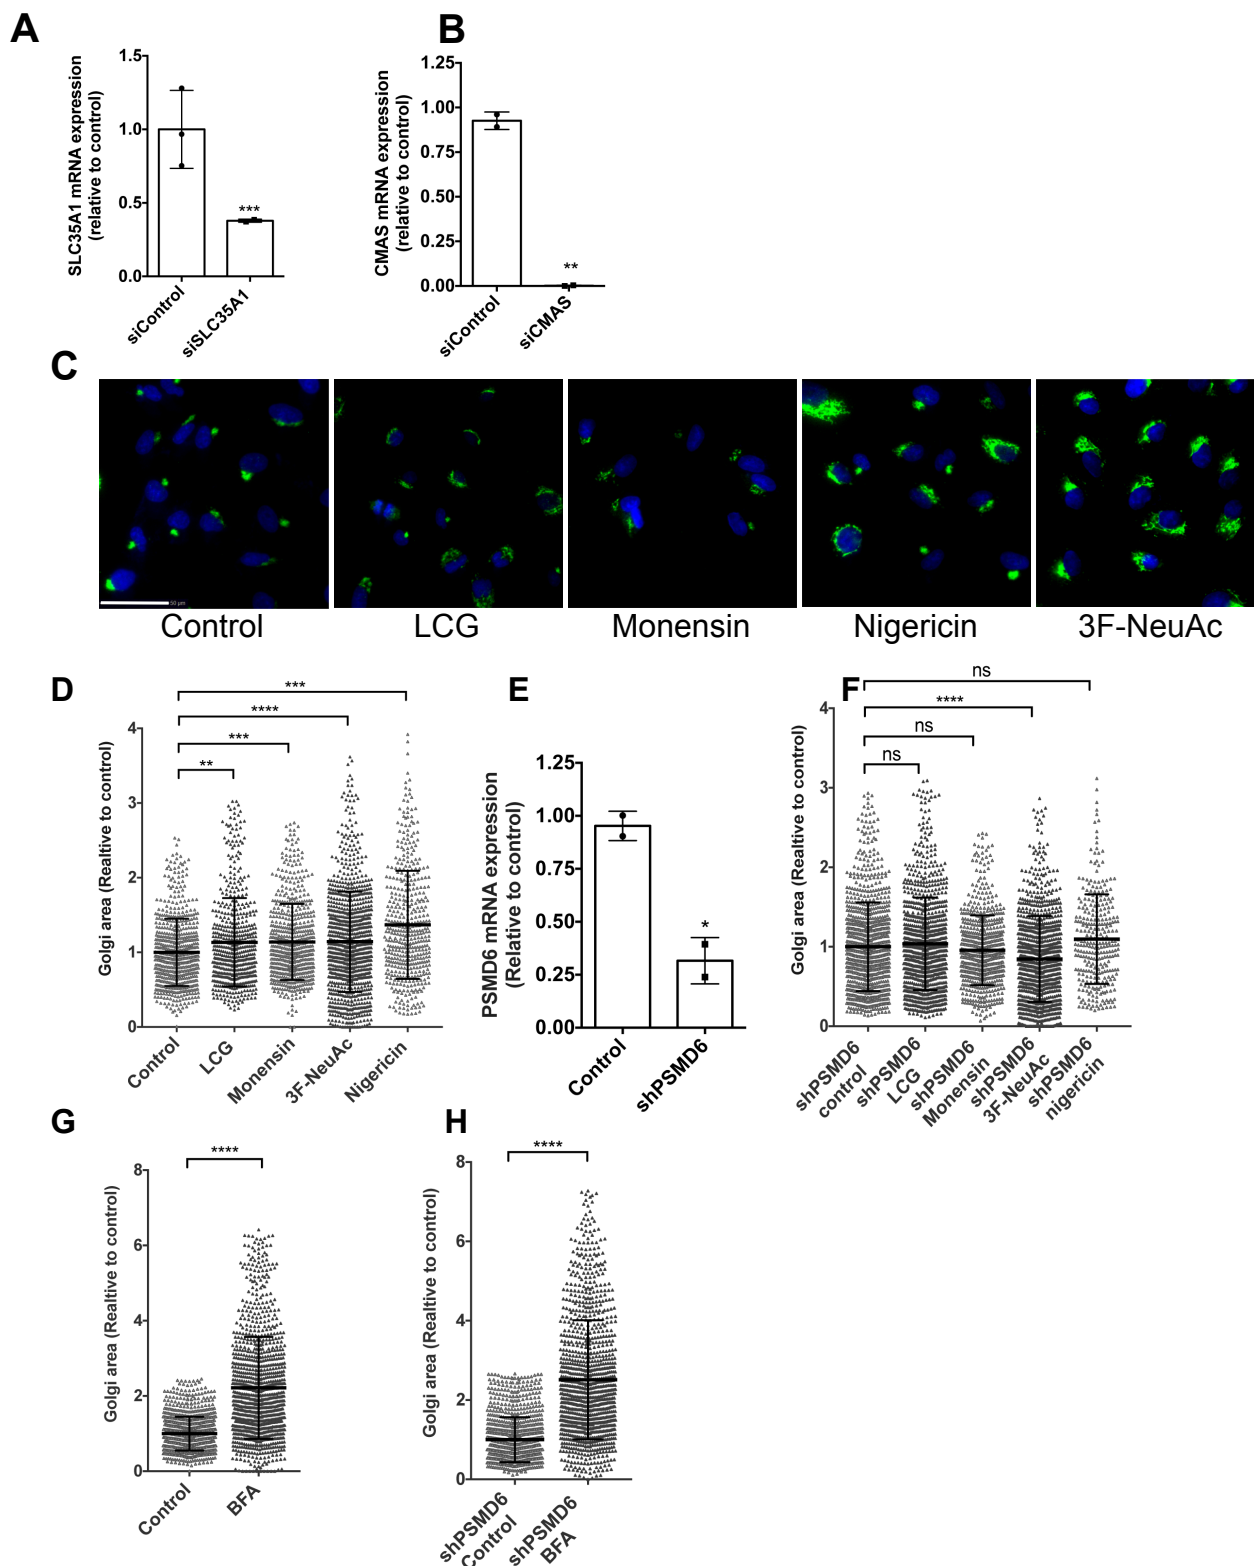 A
SLC35A1 mRNA expression
(relative to control)
1.5
1.0
0.5
0.0
***
siControl
siSLC35A1
B
CMAS mRNA expression
(relative to control)
1.25
1.00
0.75
0.50
0.25
0.00
**
siControl
siCMAS
C
50 µm
Control
LCG
Monensin
Nigericin
3F-NeuAc
D
Golgi area (Realtive to control)
4
3
2
1
0
***
****
***
**
Control
LCG
Monensin
3F-NeuAc
Nigericin
E
PSMD6 mRNA expression
(Relative to control)
1.25
1.00
0.75
0.50
0.25
0.00
*
Control
shPSMD6
F
Golgi area (Realtive to control)
4
3
2
1
0
ns
****
ns
ns
shPSMD6
control
shPSMD6
LCG
shPSMD6
Monensin
shPSMD6
3F-NeuAc
shPSMD6
nigericin
G
Golgi area (Realtive to control)
8
6
4
2
0
****
Control
BFA
H
Golgi area (Realtive to control)
8
6
4
2
0
****
shPSMD6
Control
shPSMD6
BFA